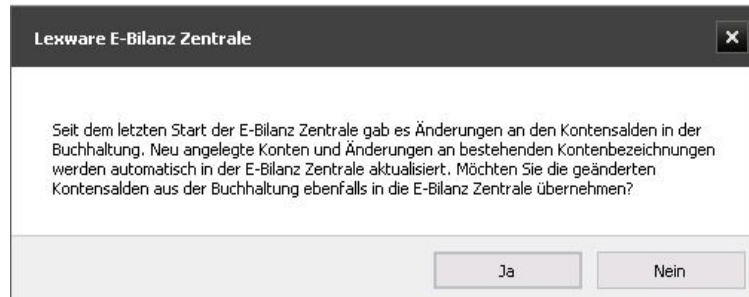 Lexware E-Bilanz Zentrale
Seit dem letzten Start der E-Bilanz Zentrale gab es Änderungen an den Kontensalden in der
Buchhaltung. Neu angelegte Konten und Änderungen an bestehenden Kontenbezeichnungen
werden automatisch in der E-Bilanz Zentrale aktualisiert. Möchten Sie die geänderten
Kontensalden aus der Buchhaltung ebenfalls in die E-Bilanz Zentrale übernehmen?
Ja Nein